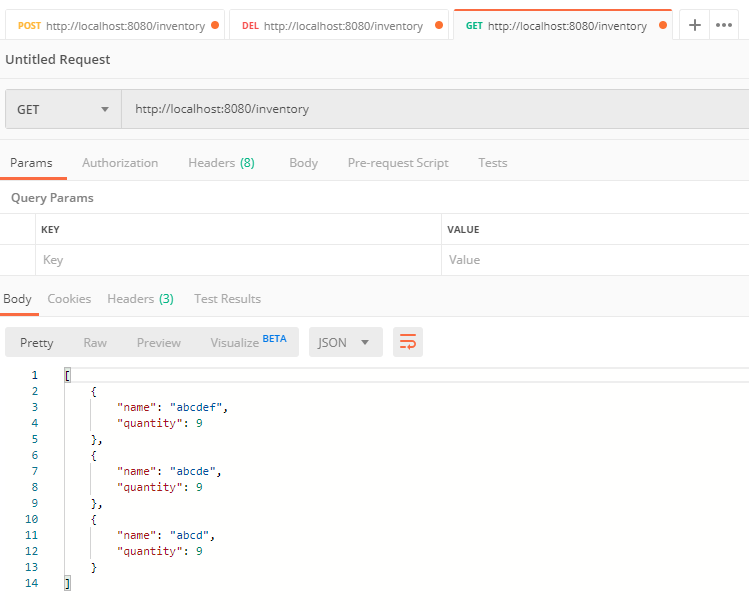 POST http://localhost:8080/inventory DEL http://localhost:8080/inventory GET http://localhost:8080/inventory + •••
Untitled Request
GET http://localhost:8080/inventory
Params Authorization Headers (8) Body Pre-request Script Tests
Query Params
KEY VALUE
Key Value
Body Cookies Headers (3) Test Results
Pretty Raw Preview Visualize BETA JSON
1 [
2 {
3 "name": "abcdef",
4 "quantity": 9
5 },
6 {
7 "name": "abcde",
8 "quantity": 9
9 },
10 {
11 "name": "abcd",
12 "quantity": 9
13 }
14 ]